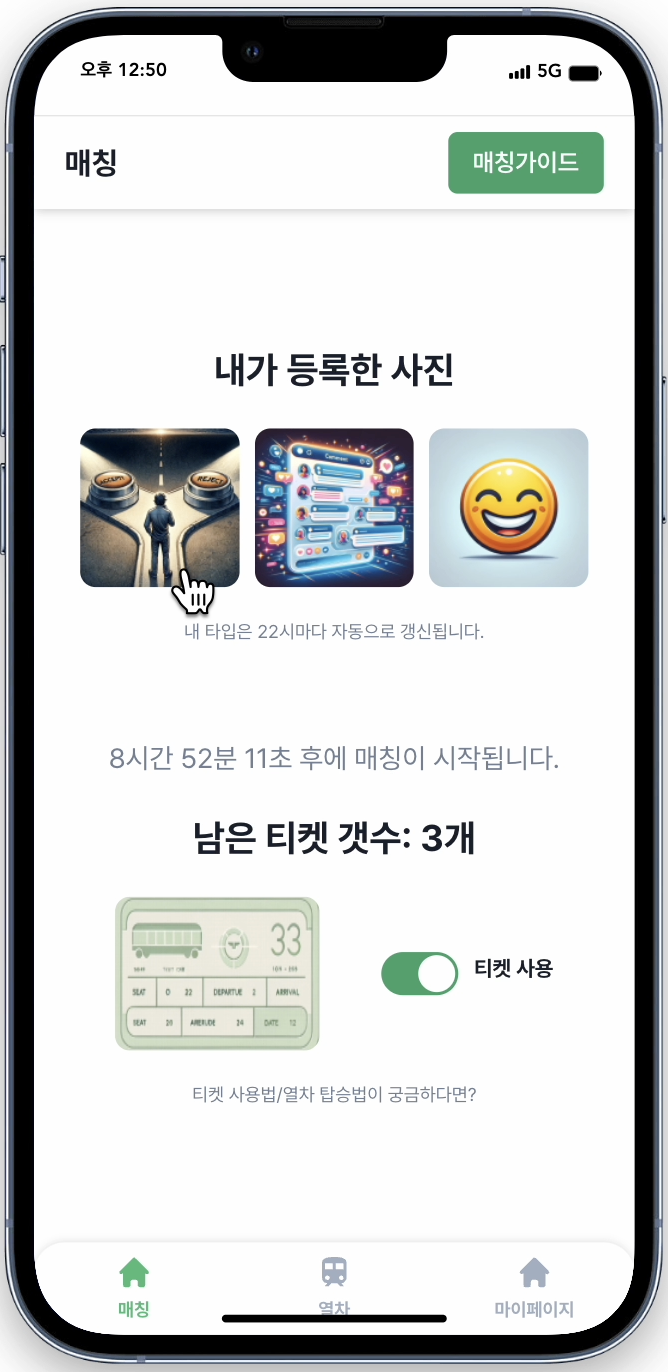 오후 12:50
5G
매칭
매칭가이드
내가 등록한 사진
ACCEPT
REJECT
Comment
내 타입은 22시마다 자동으로 갱신됩니다.
8시간 52분 11초 후에 매칭이 시작됩니다.
남은 티켓 갯수: 3개
33
SEAT 0 22 DEPARTUE 2 ARRIVAL
SEAT 26 24 DATE 12
티켓 사용
티켓 사용법/열차 탑승법이 궁금하다면?
매칭
열차
마이페이지